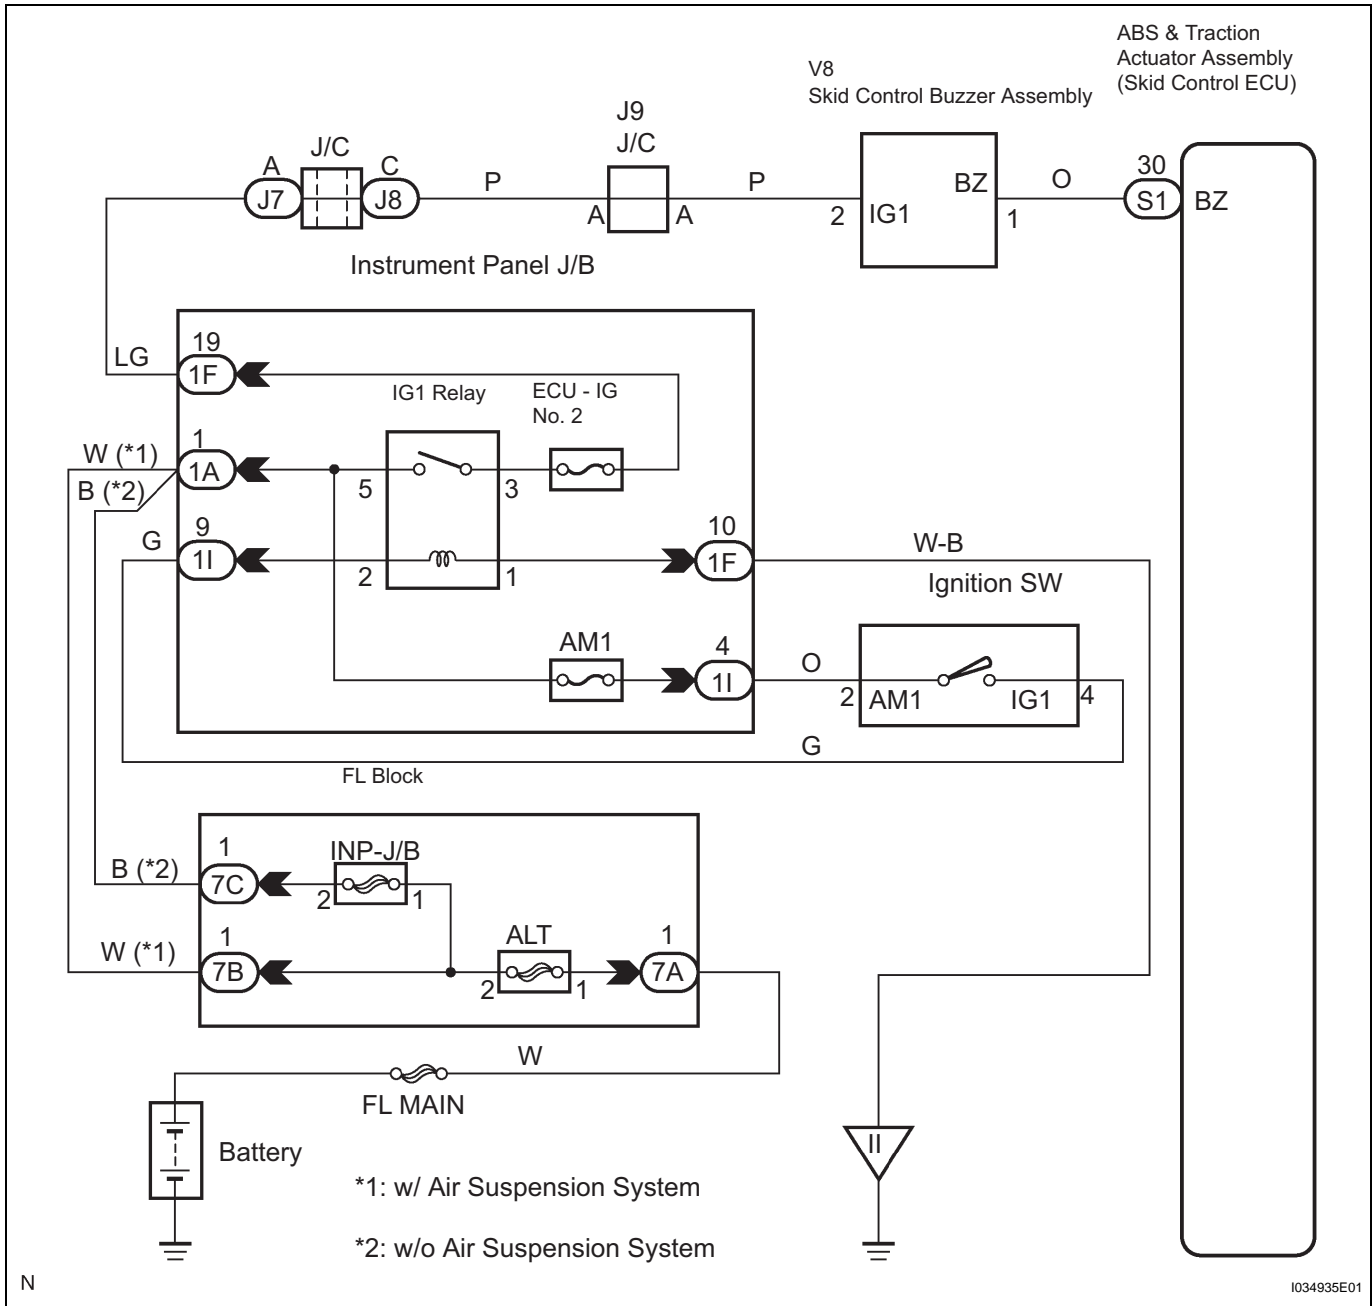 ABS & Traction
Actuator Assembly
(Skid Control ECU)
V8
Skid Control Buzzer Assembly
J9
J/C
J/C
A
C
J7
J8
P
A
A
P
2
IG1
BZ
1
O
30
S1
BZ
Instrument Panel J/B
LG
19
1F
IG1 Relay
ECU - IG
No. 2
W (*1)
1
1A
B (*2)
5
3
G
9
1I
2
1
10
1F
W-B
Ignition SW
AM1
4
1I
O
2
AM1
IG1
4
G
FL Block
1
INP-J/B
B (*2)
7C
2
1
W (*1)
1
7B
ALT
2
1
1
7A
W
FL MAIN
Battery
II
*1: w/ Air Suspension System
*2: w/o Air Suspension System
N
I034935E01